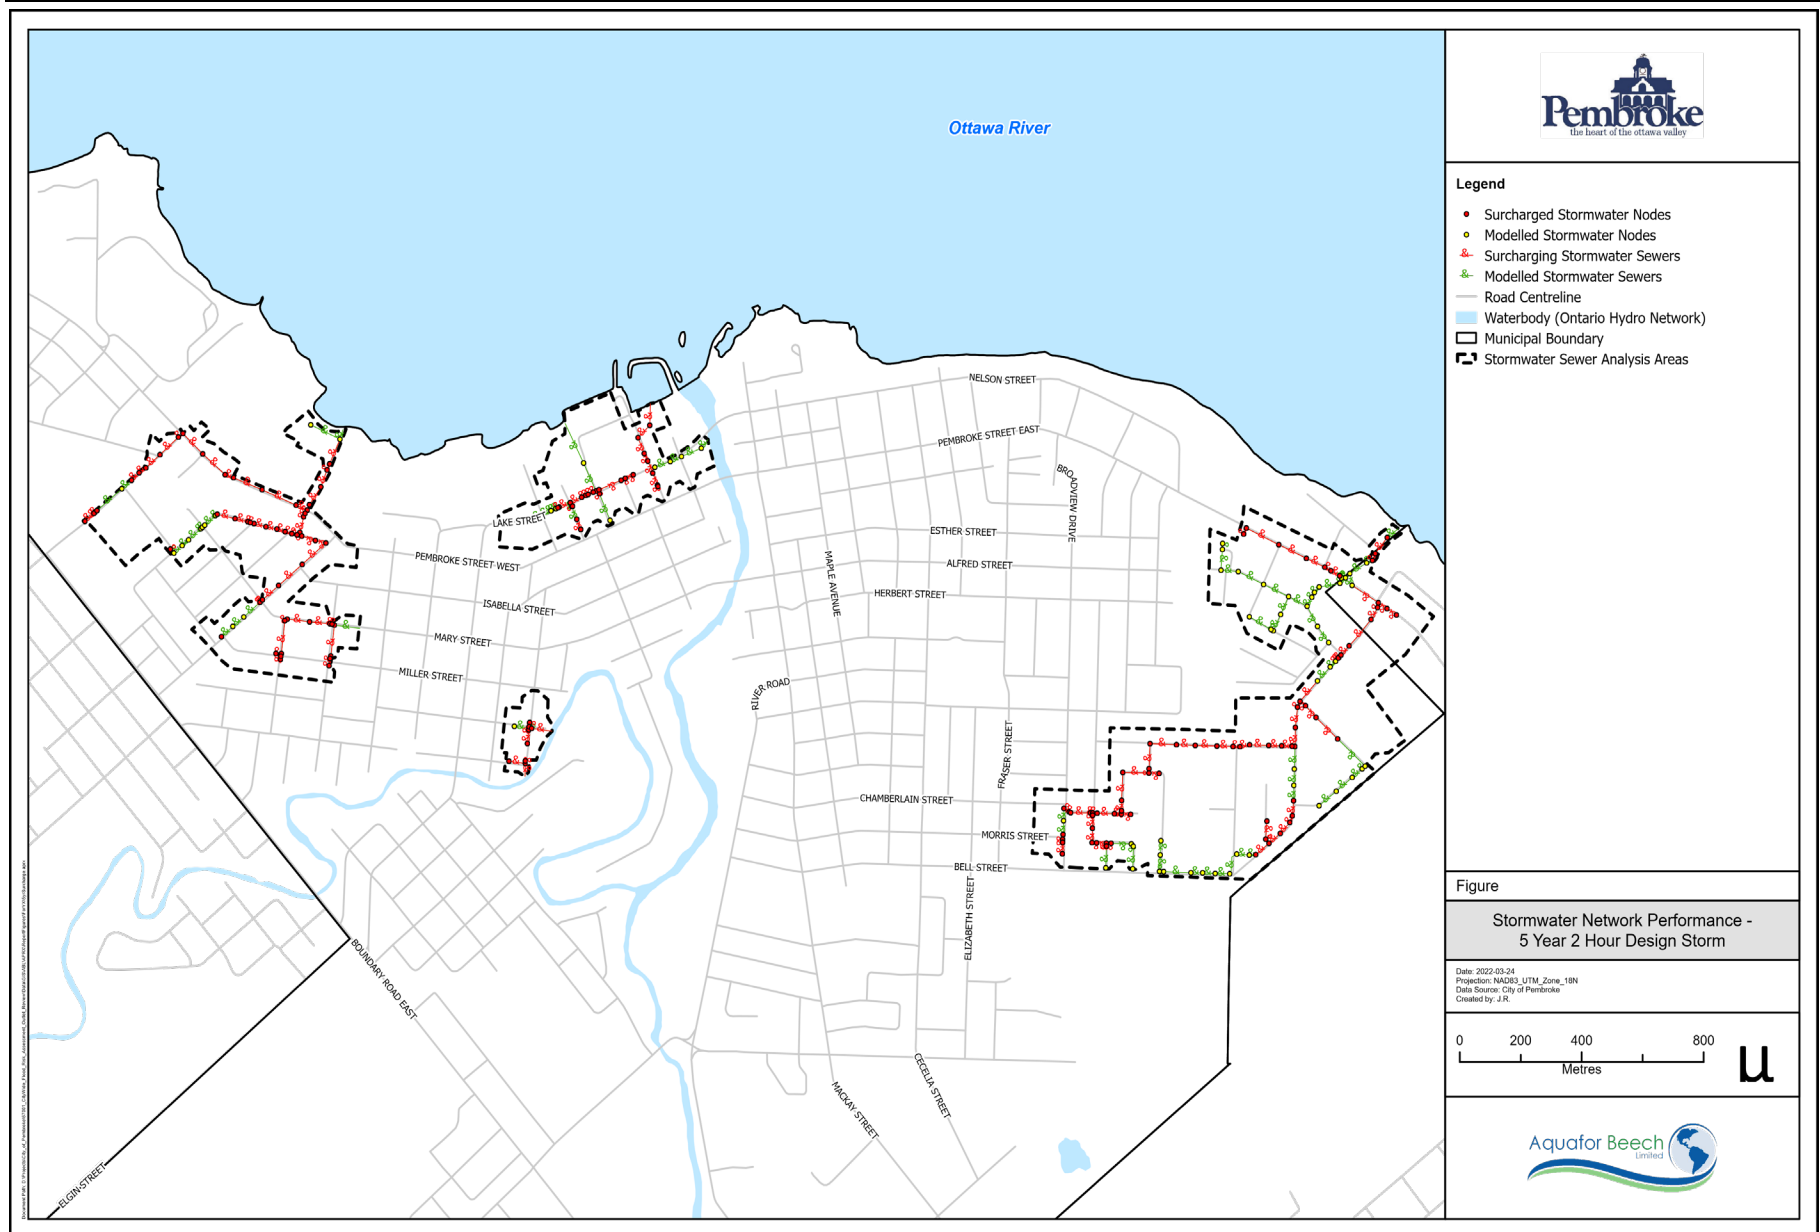 Ottawa River
NELSON STREET
PEMBROKE STREET EAST
BROADVIEW DRIVE
LAKE STREET
ESTHER STREET
PEMBROKE STREET WEST
MAPLE AVENUE
ALFRED STREET
HERBERT STREET
ISABELLA STREET
MARY STREET
MILLER STREET
RIVER ROAD
FRASER STREET
CHAMBERLAIN STREET
MORRIS STREET
BELL STREET
ELIZABETH STREET
BOUNDARY ROAD EAST
CECELIA STREET
MACKAY STREET
ELGIN STREET
Pembroke
the heart of the ottawa valley
Legend
Surcharged Stormwater Nodes
Modelled Stormwater Nodes
Surcharging Stormwater Sewers
Modelled Stormwater Sewers
Road Centreline
Waterbody (Ontario Hydro Network)
Municipal Boundary
Stormwater Sewer Analysis Areas
Figure
Stormwater Network Performance -
5 Year 2 Hour Design Storm
Date: 2022-03-24
Projection: NAD83_UTM_Zone_18N
Data Source: City of Pembroke
Created by: J.R.
0 200 400 800
Metres
µ
Aquafor Beech
Limited